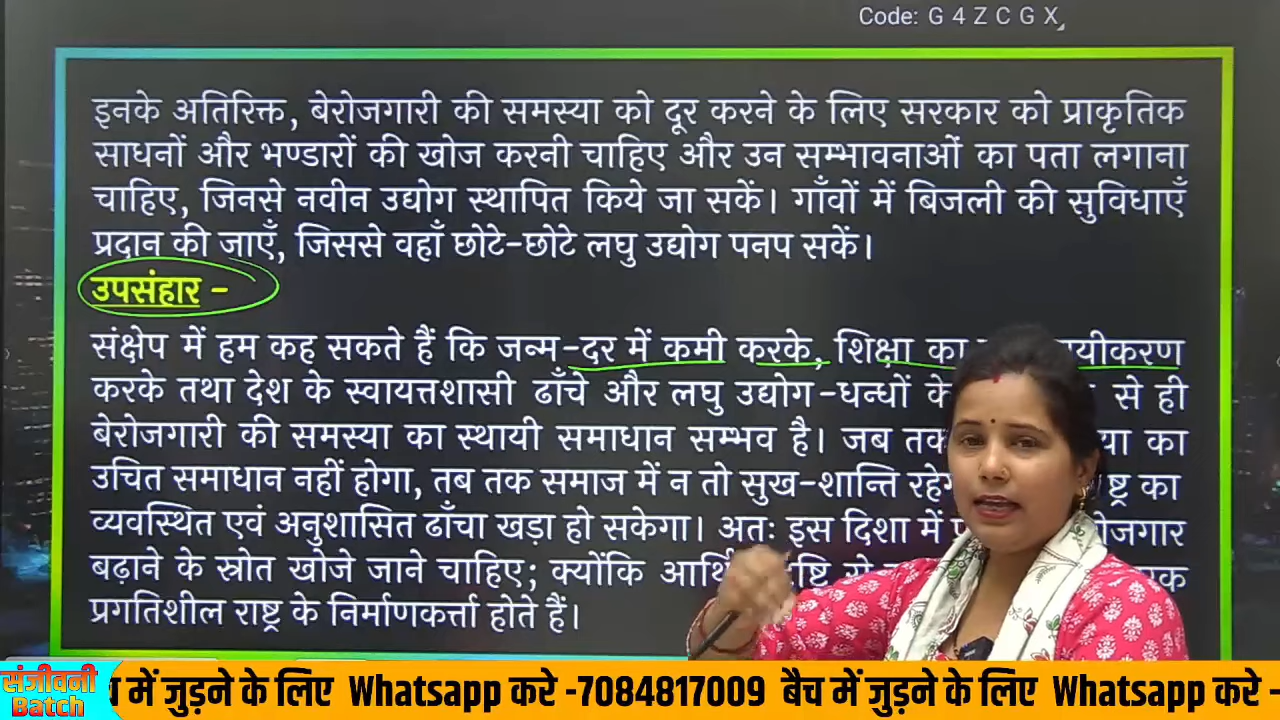 Code: G 4 Z C G X
इनके अतिरिक्त, बेरोजगारी की समस्या को दूर करने के लिए सरकार को प्राकृतिक
साधनों और भण्डारों की खोज करनी चाहिए और उन सम्भावनाओं का पता लगाना
चाहिए, जिनसे नवीन उद्योग स्थापित किये जा सकें। गाँवों में बिजली की सुविधाएँ
प्रदान की जाएँ, जिससे वहाँ छोटे-छोटे लघु उद्योग पनप सकें।
उपसंहार -
संक्षेप में हम कह सकते हैं कि जन्म-दर में कमी करके, शिक्षा का
करके तथा देश के स्वायत्तशासी ढाँचे और लघु उद्योग-धन्धों के से ही
बेरोजगारी की समस्या का स्थायी समाधान सम्भव है। जब तक का
उचित समाधान नहीं होगा, तब तक समाज में न तो सुख-शान्ति का
व्यवस्थित एवं अनुशासित ढाँचा खड़ा हो सकेगा। अतः इस दिशा में
बढ़ाने के स्रोत खोजे जाने चाहिए; क्योंकि
प्रगतिशील राष्ट्र के निर्माणकर्त्ता होते हैं।
संजीवनी
Batch
में जुड़ने के लिए Whatsapp करे -7084817009 बैच में जुड़ने के लिए Whatsapp करे -